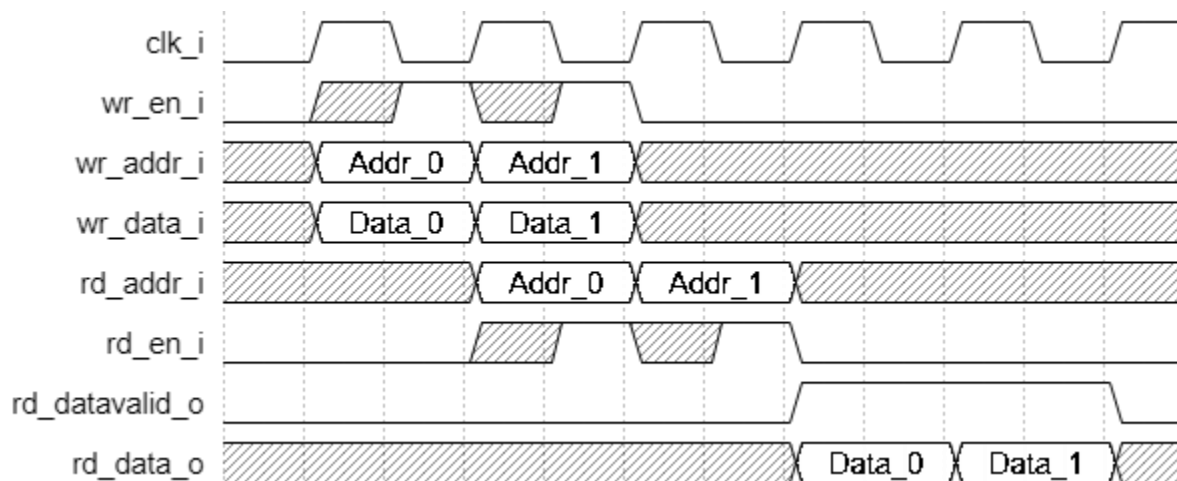 clk_i
wr_en_i
wr_addr_i Addr_0 Addr_1
wr_data_i Data_0 Data_1
rd_addr_i Addr_0 Addr_1
rd_en_i
rd_datavalid_o
rd_data_o Data_0 Data_1